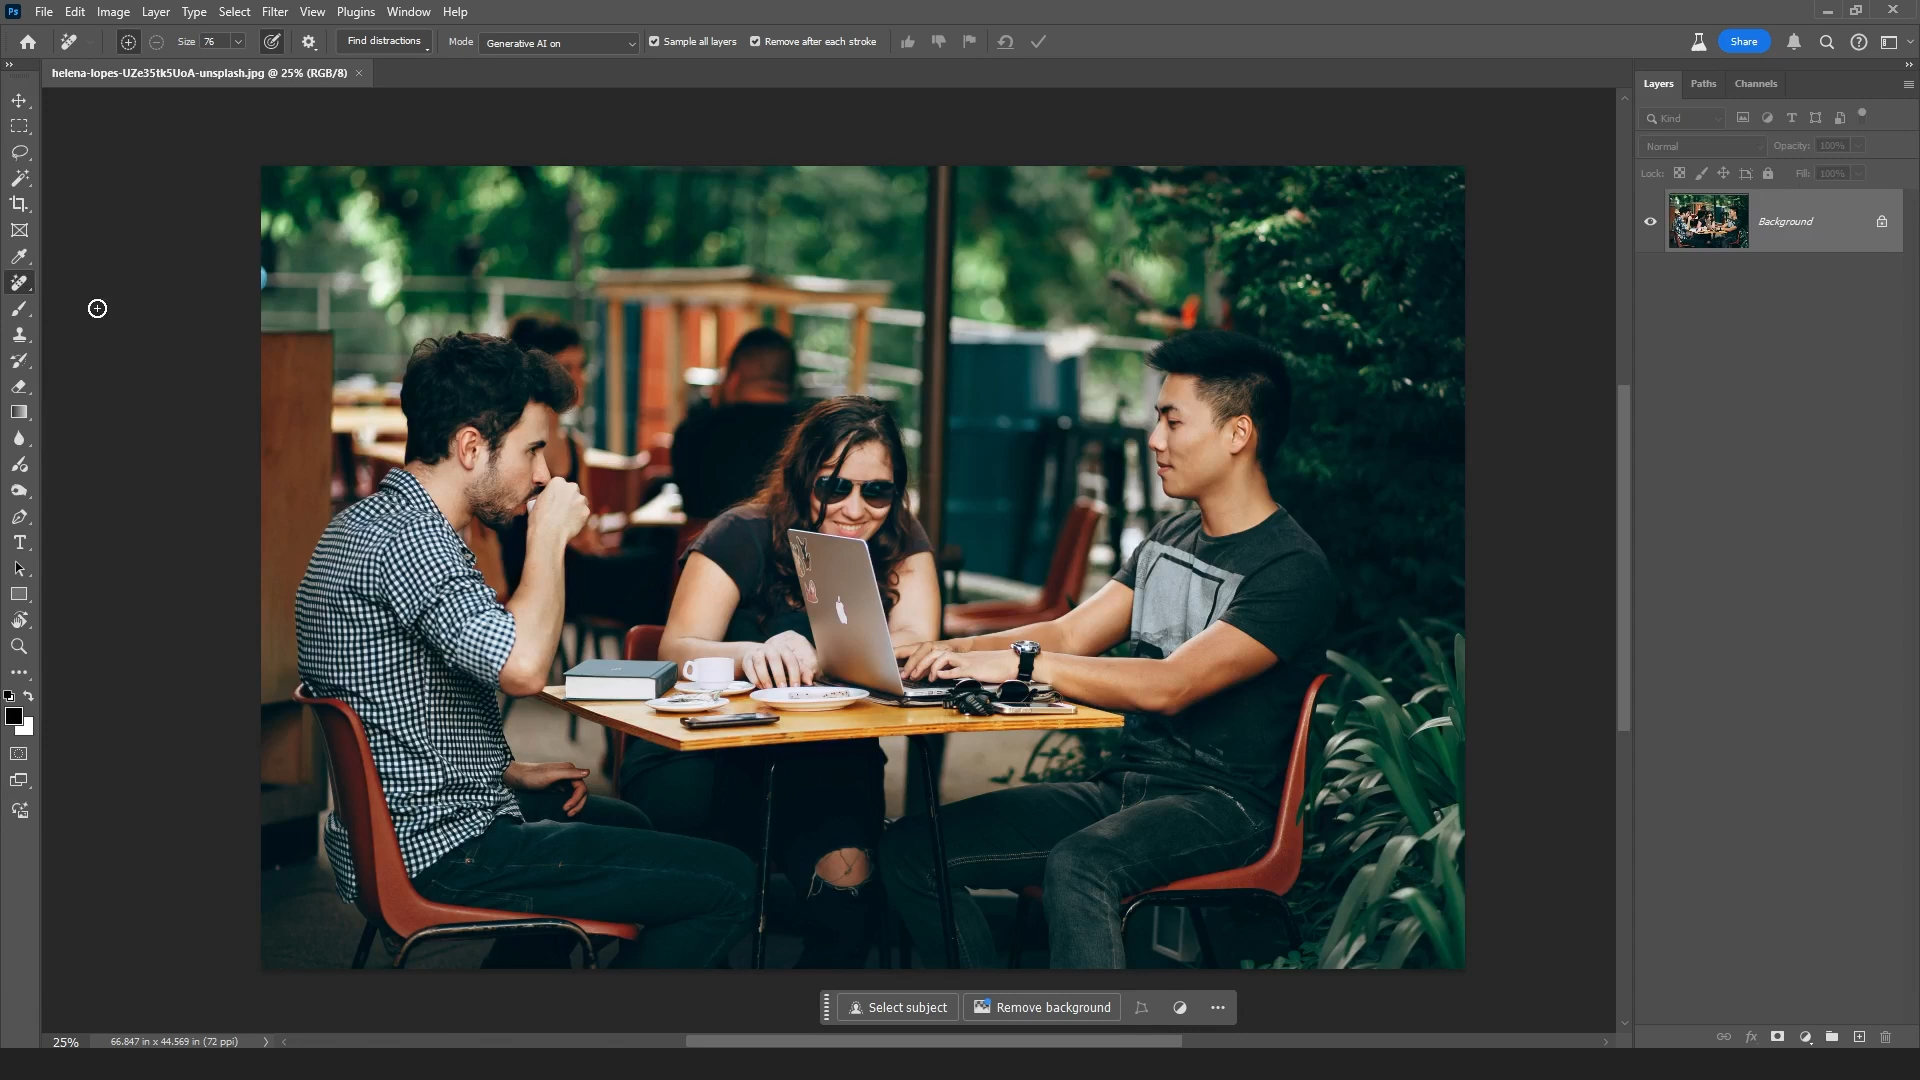 Ps File Edit Image Layer Type Select Filter View Plugins Window Help
Size 76 Find distractions Mode Generative AI on Sample all layers Remove after each stroke Share
helena-lopes-UZe35tk5UoA-unsplash.jpg @ 25% (RGB/8)
Layers Paths Channels
Kind
Normal Opacity: 100%
Lock: Fill: 100%
Background
Select subject Remove background
25% 66.847 in x 44.569 in (72 ppi)